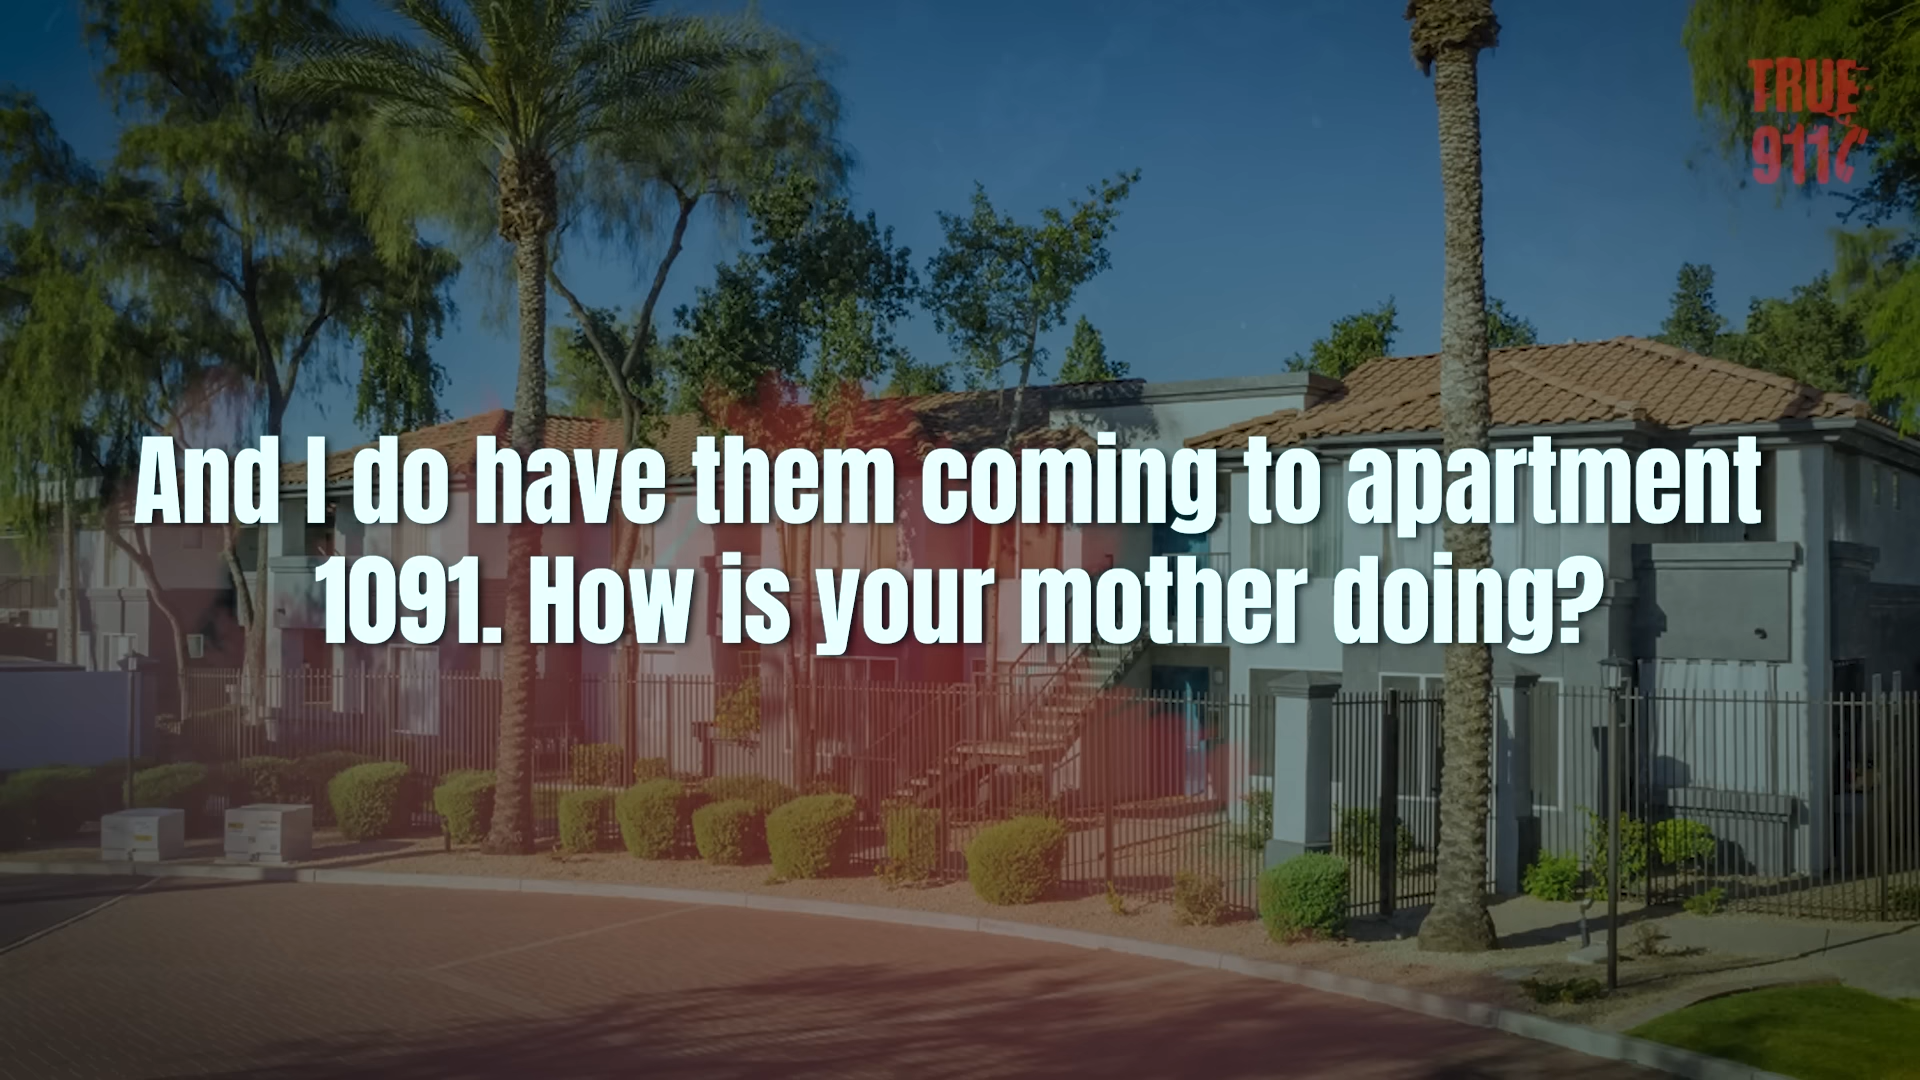 TRUE
911
And I do have them coming to apartment
1091. How is your mother doing?